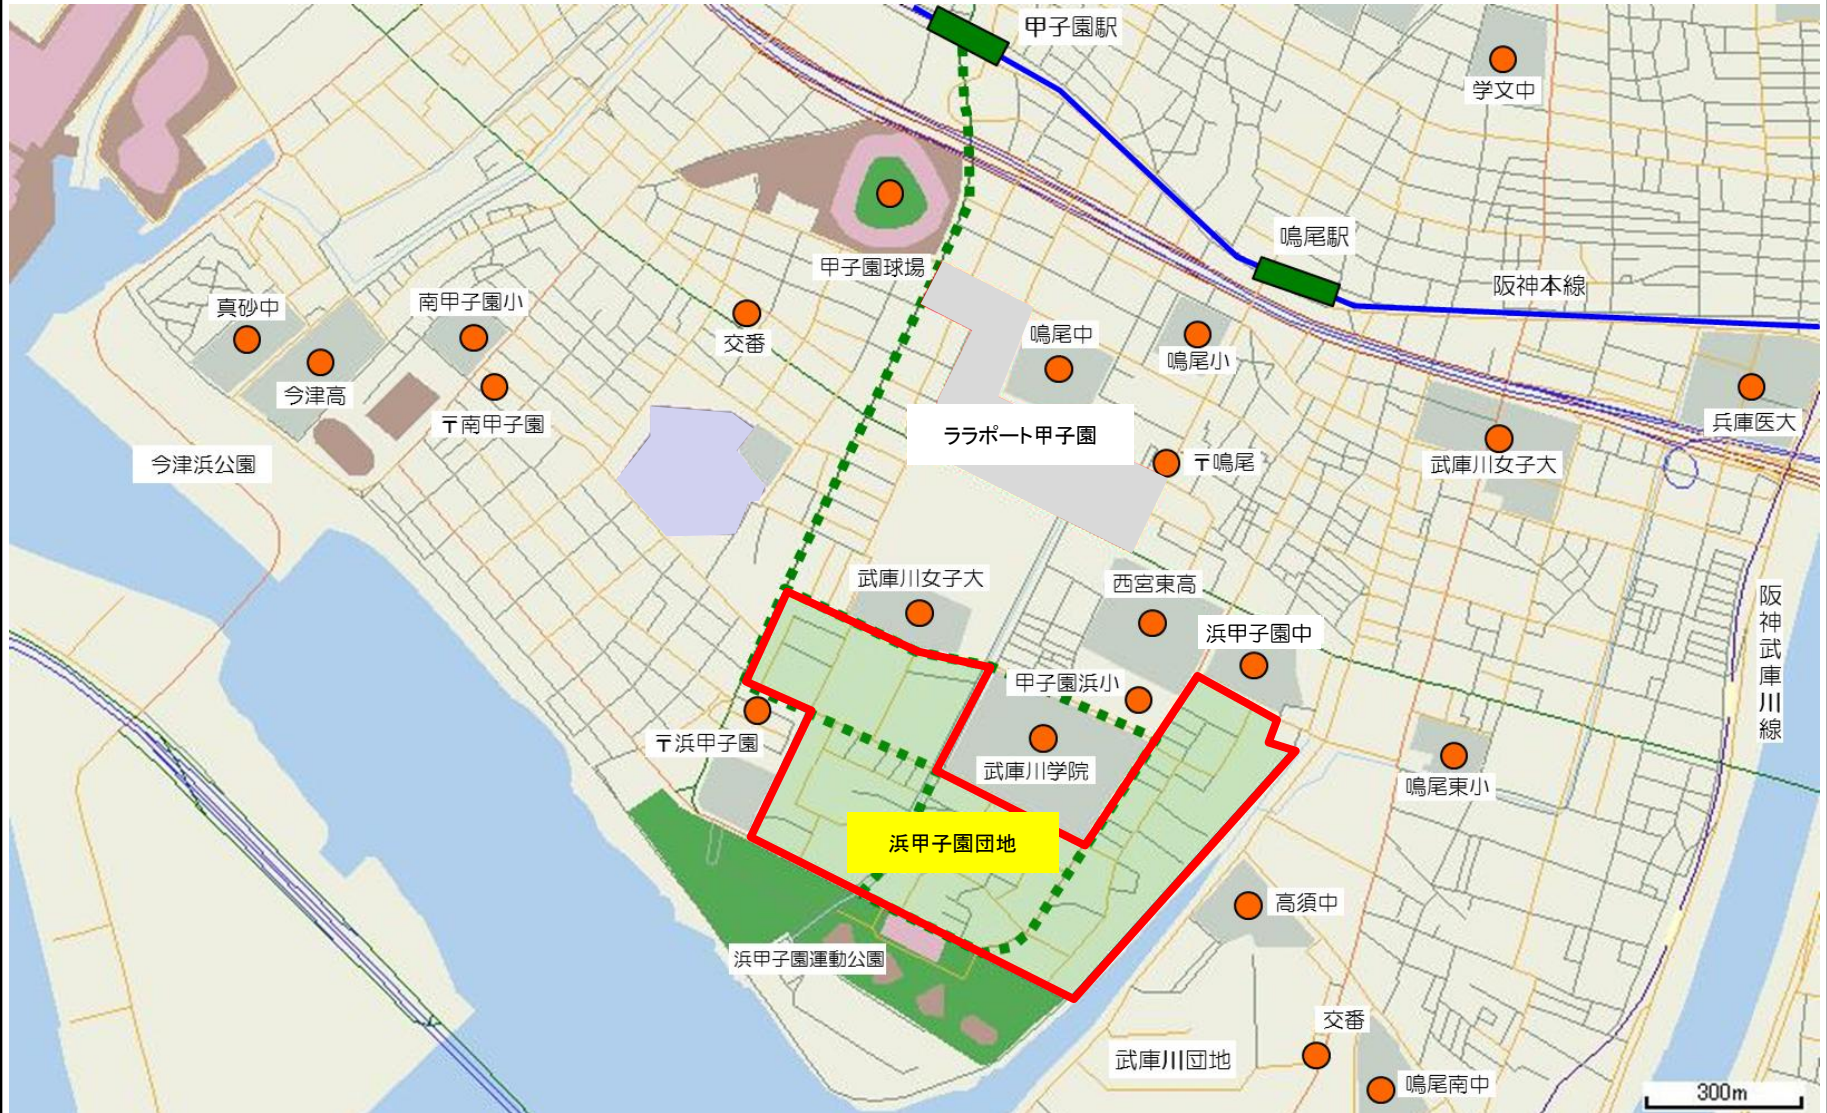 甲子園駅
学文中
鳴尾駅
甲子園球場
阪神本線
真砂中
南甲子園小
交番
鳴尾中
鳴尾小
今津高
〒南甲子園
兵庫医大
ララポート甲子園
今津浜公園
〒鳴尾
武庫川女子大
武庫川女子大
西宮東高
阪神武庫川線
浜甲子園中
甲子園浜小
〒浜甲子園
武庫川学院
鳴尾東小
浜甲子園団地
高須中
浜甲子園運動公園
交番
武庫川団地
鳴尾南中
300m